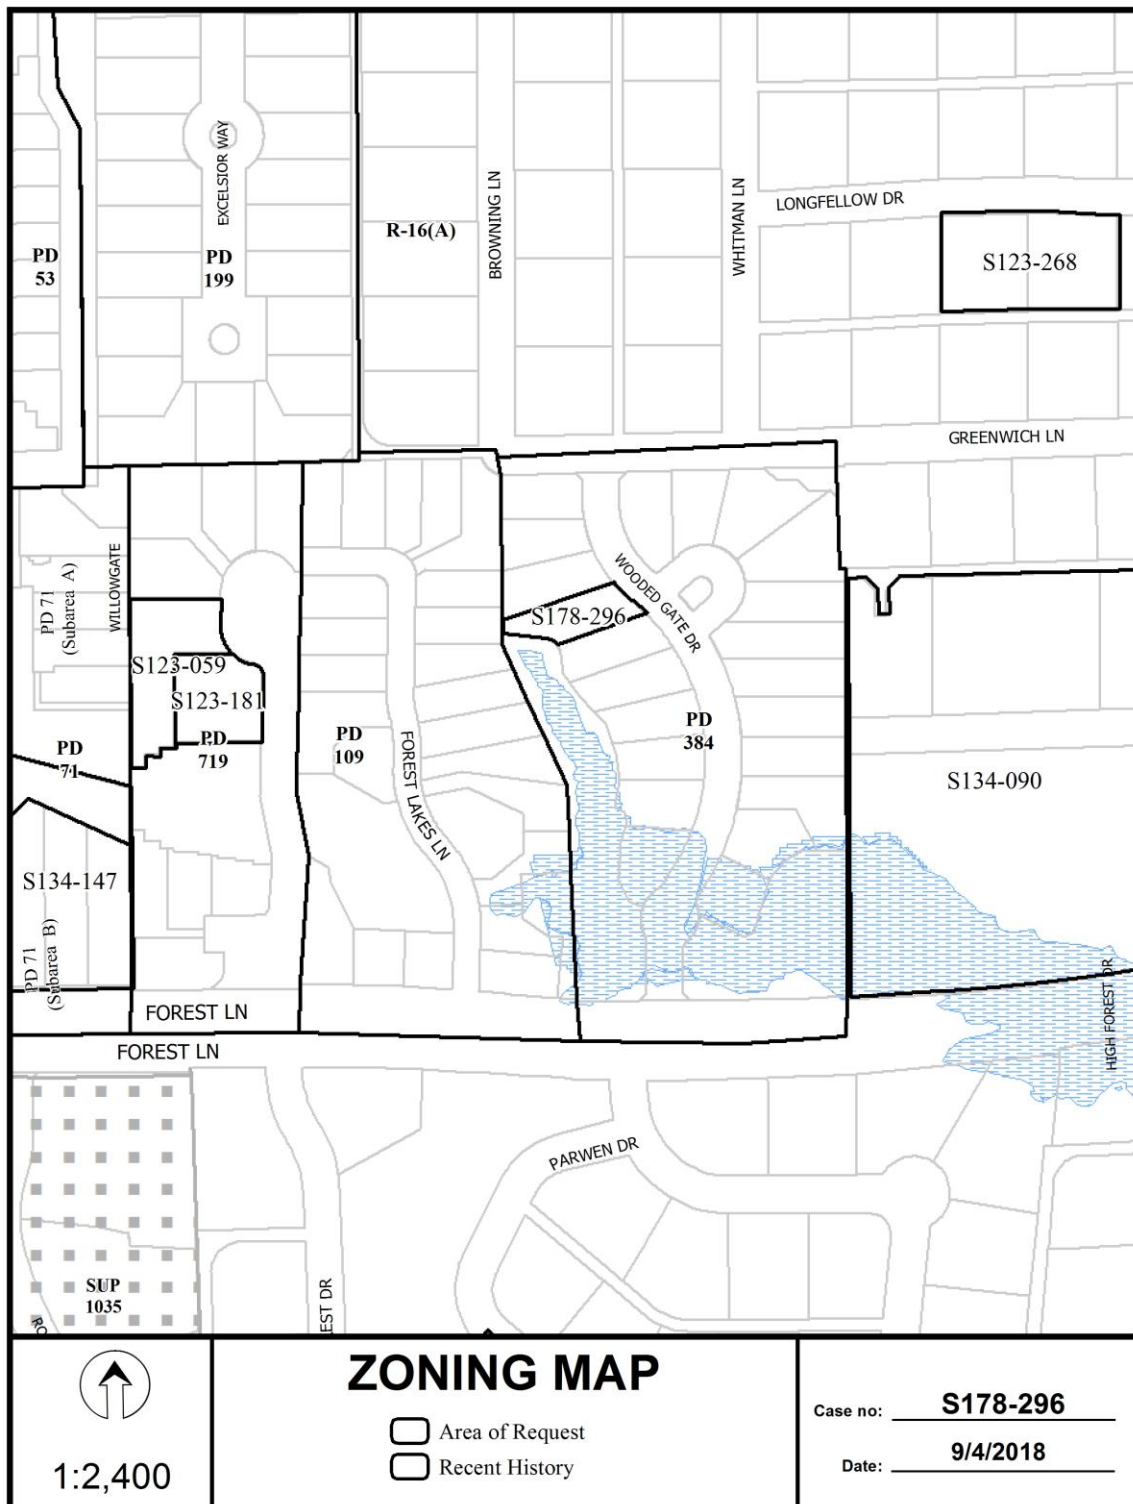 EXCELSIOR WAY
BROWNING LN
WHITMAN LN
LONGFELLOW DR
R-16(A)
PD
53
PD
199
S123-268
GREENWICH LN
WILLOWGATE
PD 71
(Subarea A)
WOODED GATE DR
S178-296
S123-059
S123-181
PD
719
PD
71
PD
109
PD
384
FOREST LAKES LN
S134-090
S134-147
PD 71
(Subarea B)
HIGH FOREST DR
FOREST LN
FOREST LN
PARWEN DR
SUP
1035
EST DR
RO
ZONING MAP
Area of Request
Recent History
1:2,400
Case no: S178-296
Date: 9/4/2018